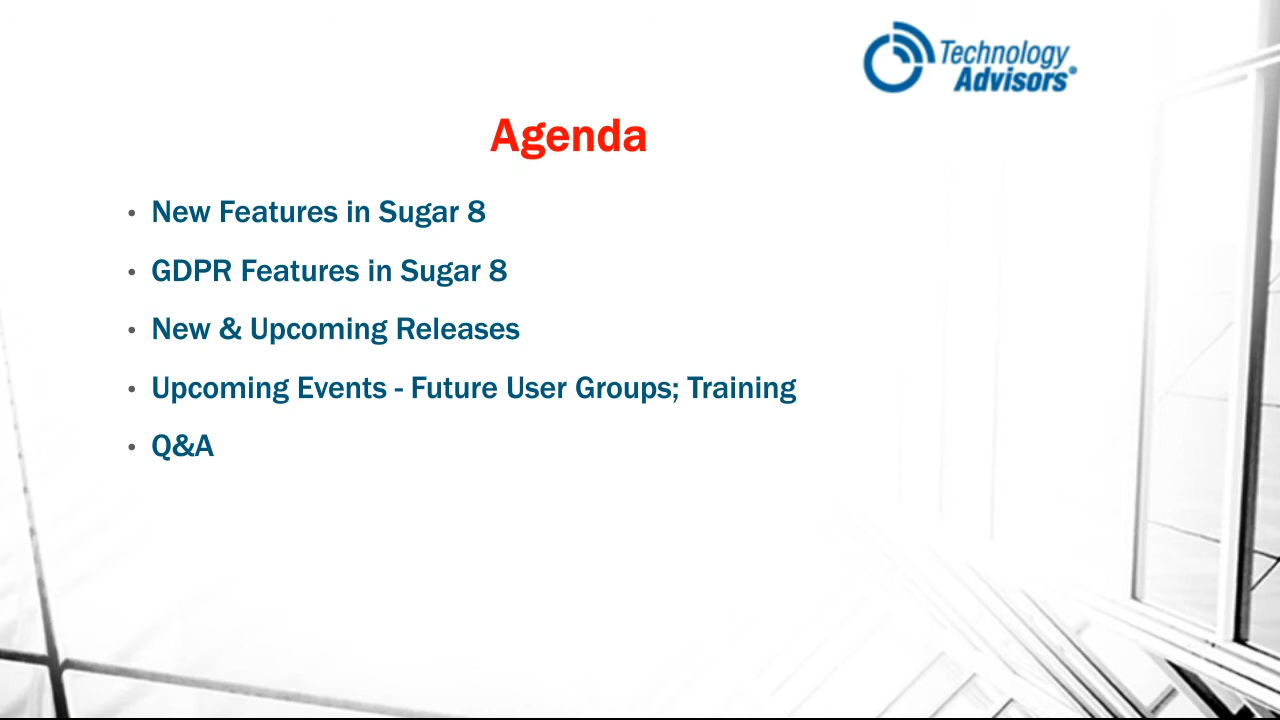 Technology
Advisors®
Agenda
• New Features in Sugar 8
• GDPR Features in Sugar 8
• New & Upcoming Releases
• Upcoming Events - Future User Groups; Training
• Q&A